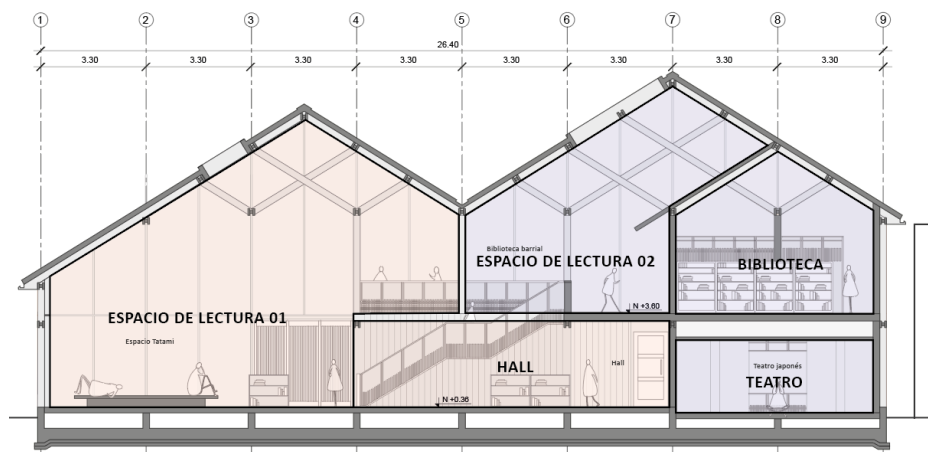 1 2 3 4 5 6 7 8 9
26.40
3.30 3.30 3.30 3.30 3.30 3.30 3.30 3.30
Biblioteca barrial
ESPACIO DE LECTURA 02
BIBLIOTECA
N +3.60
ESPACIO DE LECTURA 01
Espacio Tatami
HALL
Hall
Teatro japonés
TEATRO
N +0.36